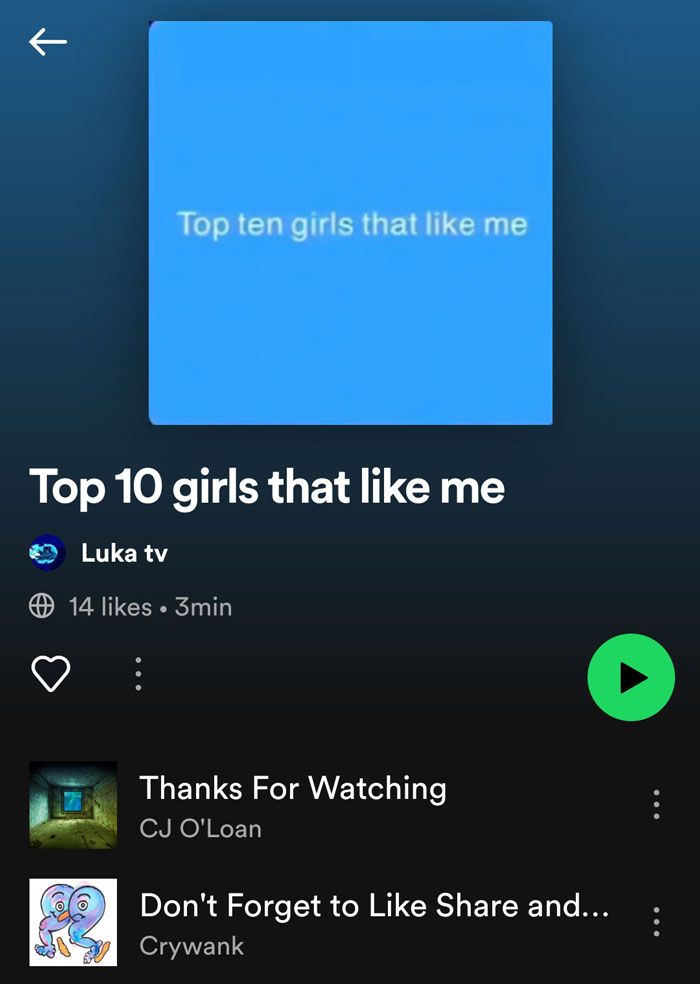 Top ten girls that like me
Top 10 girls that like me
Luka tv
14 likes • 3min
Thanks For Watching
CJ O'Loan
Don't Forget to Like Share and...
Crywank